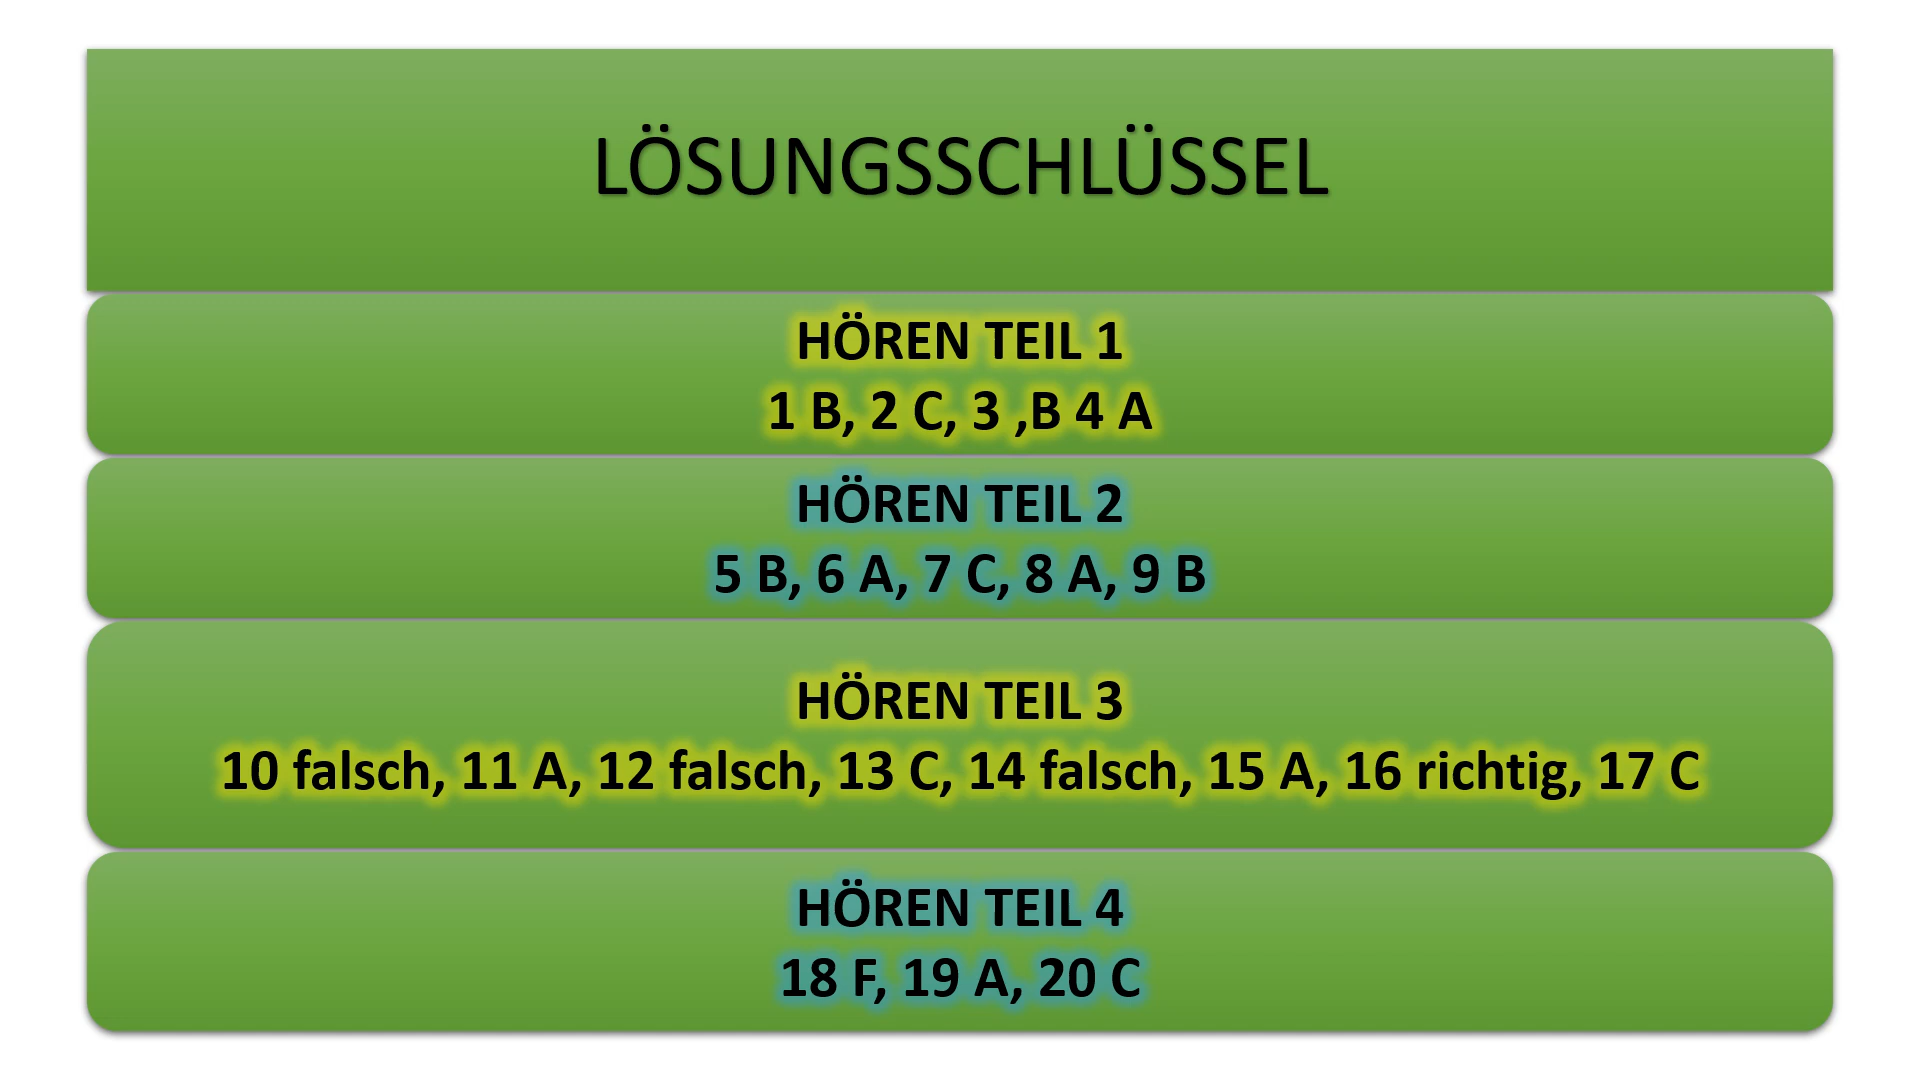 LÖSUNGSSCHLÜSSEL
HÖREN TEIL 1
1 B, 2 C, 3 ,B 4 A
HÖREN TEIL 2
5 B, 6 A, 7 C, 8 A, 9 B
HÖREN TEIL 3
10 falsch, 11 A, 12 falsch, 13 C, 14 falsch, 15 A, 16 richtig, 17 C
HÖREN TEIL 4
18 F, 19 A, 20 C